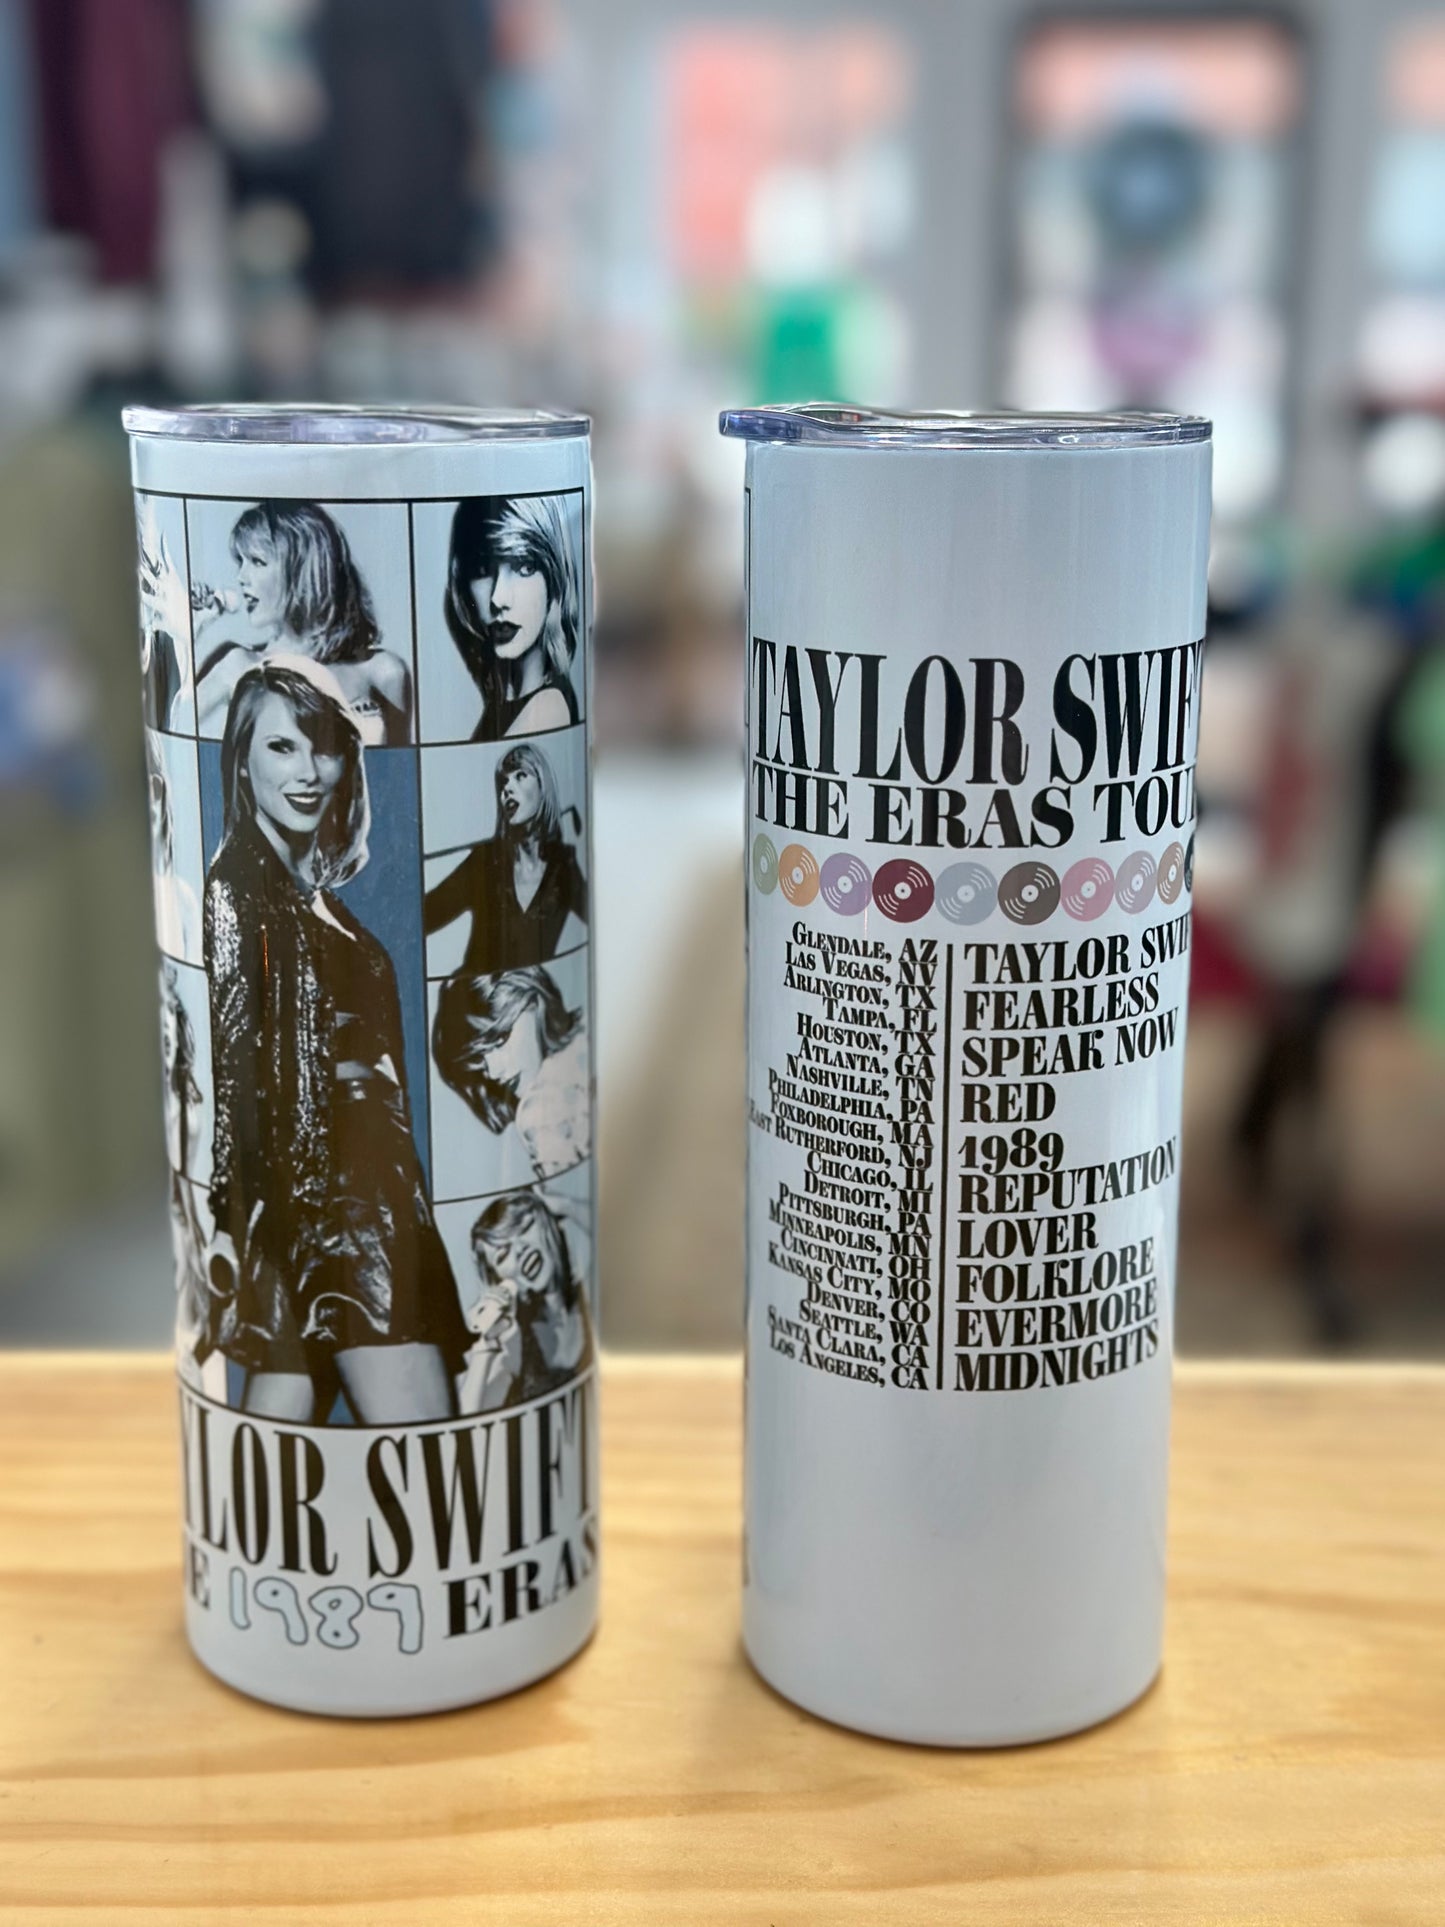 YLOR SWIFT
E 1989 ERAS
TAYLOR SWIFT
THE ERAS TOU
GLENDALE, AZ
LAS VEGAS, NV
ARLINGTON, TX
TAMPA, FL
HOUSTON, TX
ATLANTA, GA
NASHVILLE, TN
PHILADELPHIA, PA
FOXBOROUGH, MA
EAST RUTHERFORD, NJ
CHICAGO, IL
DETROIT, MI
PITTSBURGH, PA
MINNEAPOLIS, MN
CINCINNATI, OH
KANSAS CITY, MO
DENVER, CO
SEATTLE, WA
SANTA CLARA, CA
LOS ANGELES, CA
TAYLOR SWIF
FEARLESS
SPEAK NOW
RED
1989
REPUTATION
LOVER
FOLKLORE
EVERMORE
MIDNIGHTS